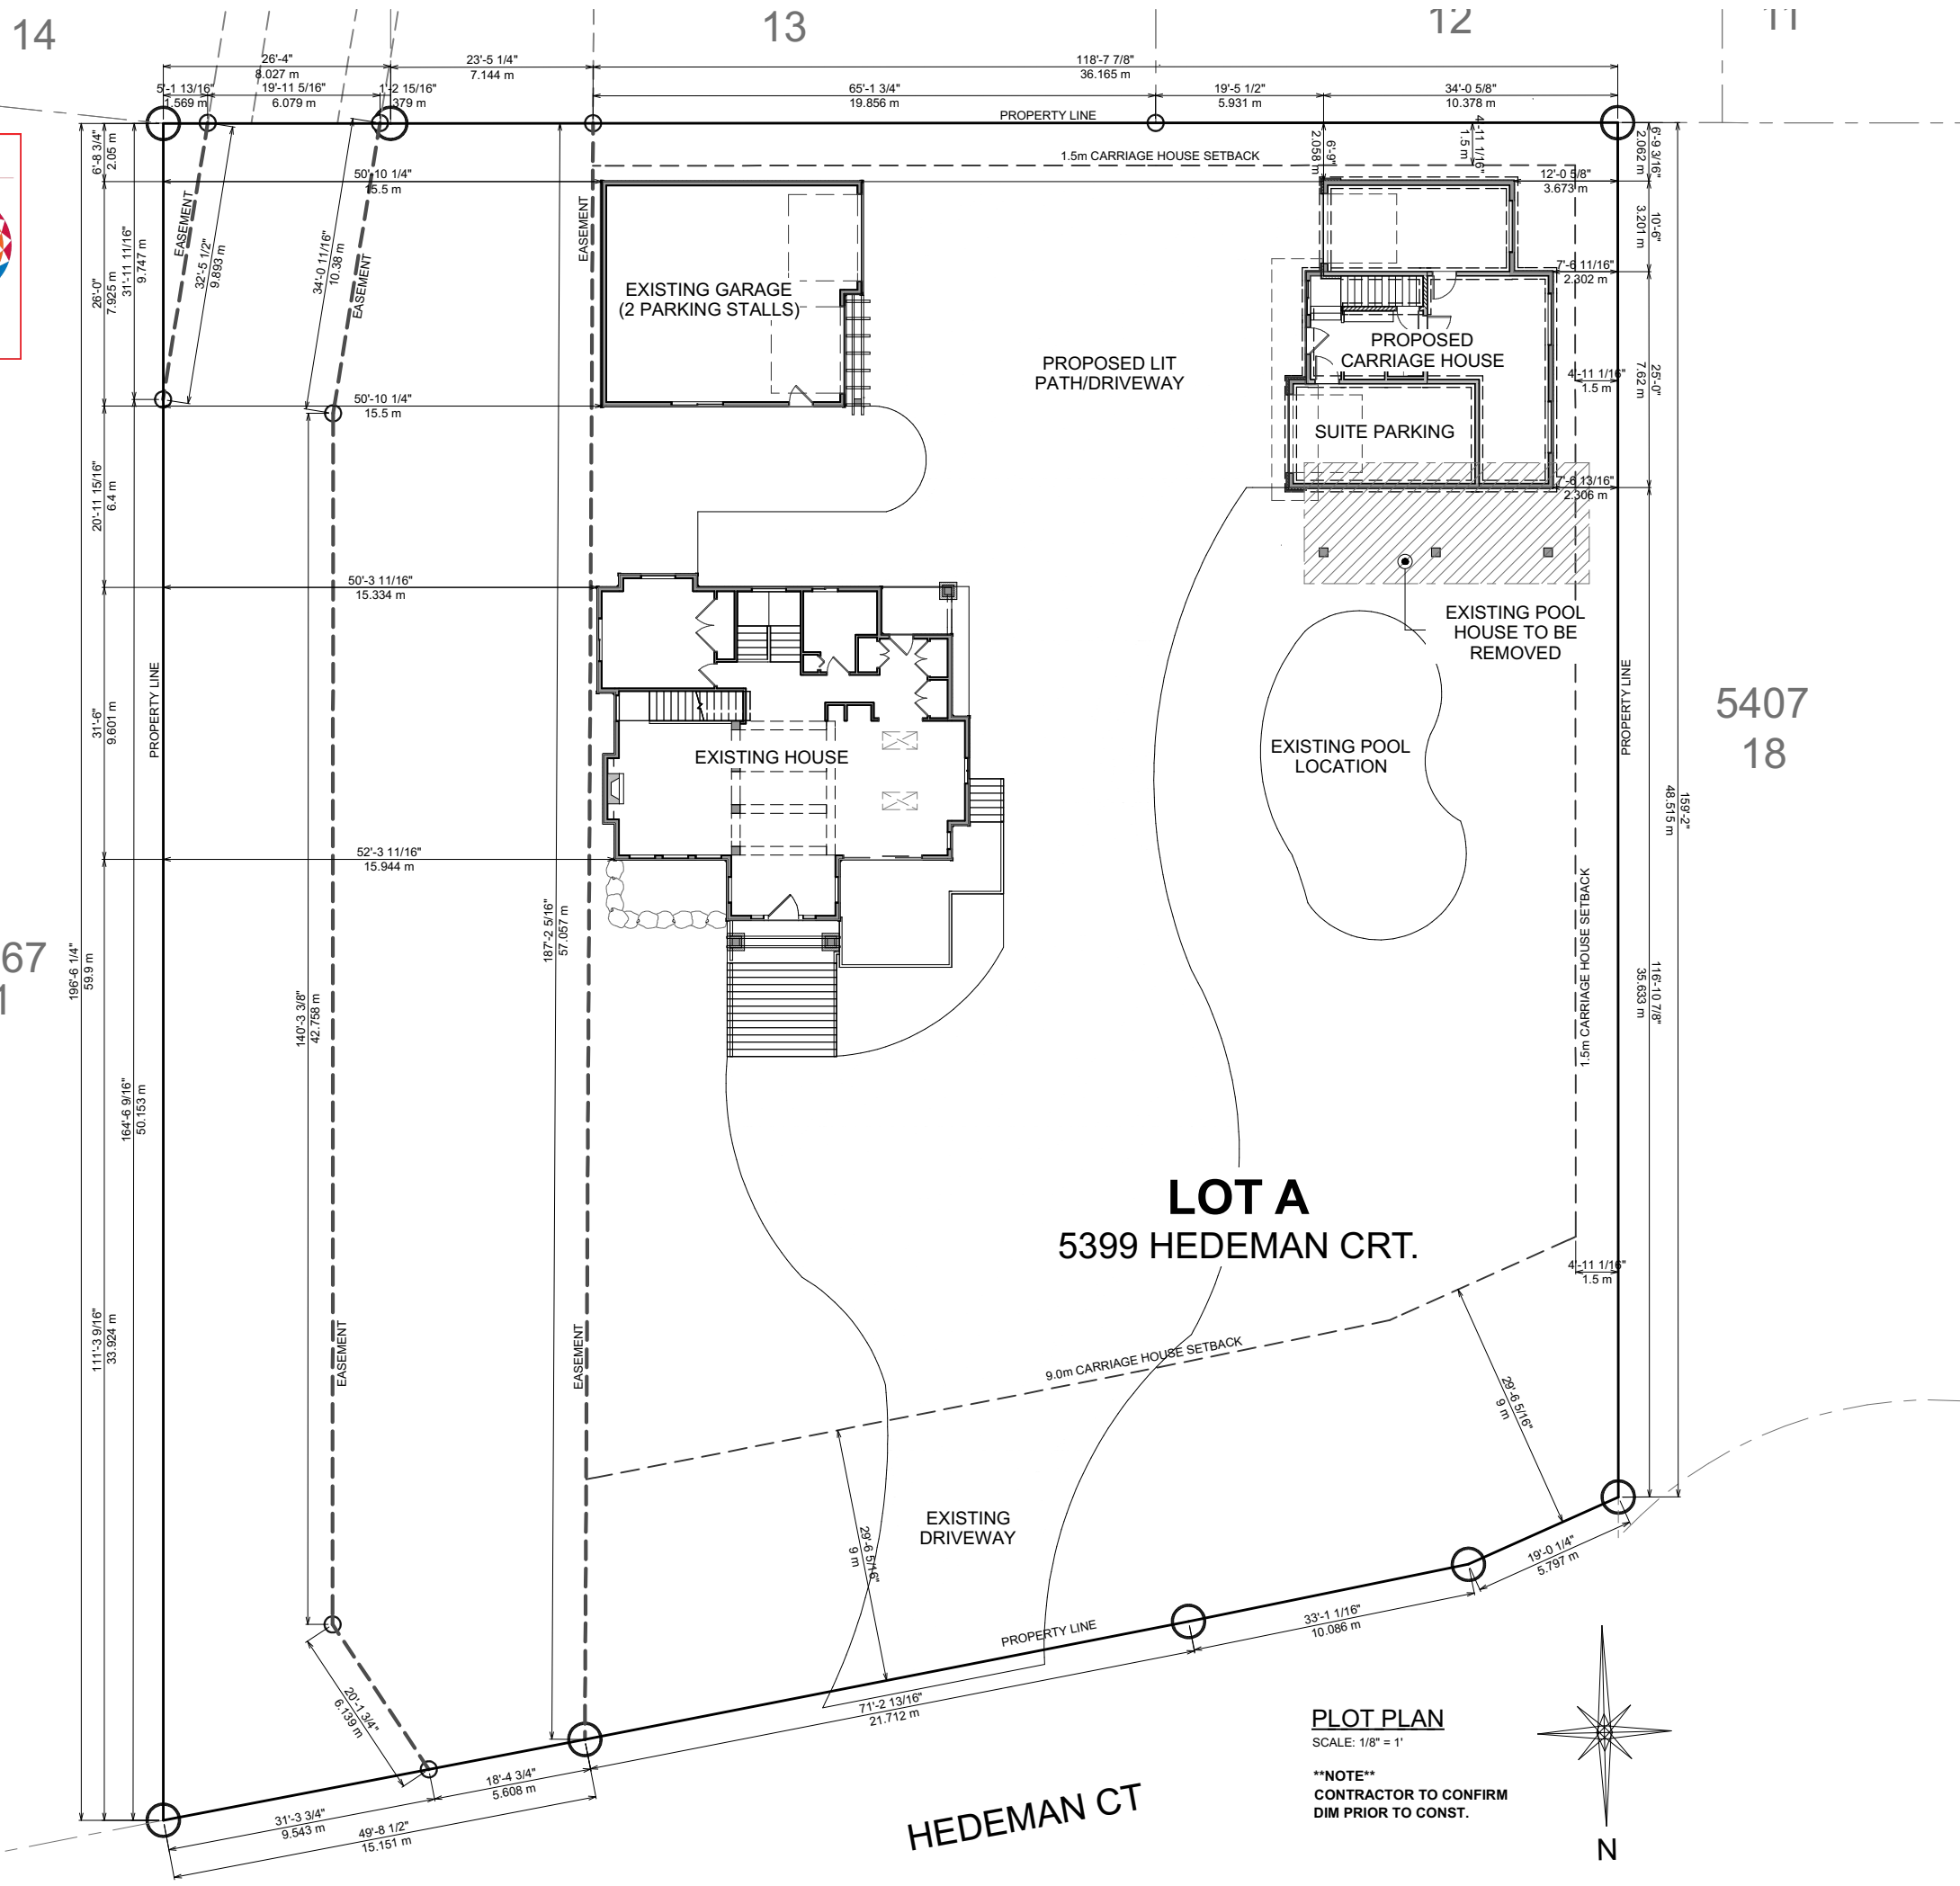 14
13
12
11
26'-4"
8.027 m
23'-5 1/4"
7.144 m
118'-7 7/8"
36.165 m
5'-1 13/16"
1.569 m
19'-11 5/16"
6.079 m
1'-2 15/16"
379 m
65'-1 3/4"
19.856 m
19'-5 1/2"
5.931 m
34'-0 5/8"
10.378 m
PROPERTY LINE
1.5m CARRIAGE HOUSE SETBACK
6'-8 3/4"
2.05 m
50'-10 1/4"
15.5 m
6'-9"
2.058 m
4'-11 1/16"
1.5 m
6'-9 3/16"
2.062 m
12'-0 5/8"
3.673 m
10'-6"
3.201 m
EASEMENT
32'-5 1/2"
9.893 m
34'-0 11/16"
10.38 m
EASEMENT
EASEMENT
26'-0"
7.925 m
31'-11 11/16"
9.747 m
EXISTING GARAGE
(2 PARKING STALLS)
7'-6 11/16"
2.302 m
PROPOSED LIT
PATH/DRIVEWAY
PROPOSED
CARRIAGE HOUSE
4'-11 1/16"
1.5 m
25'-0"
7.62 m
50'-10 1/4"
15.5 m
SUITE PARKING
7'-6 13/16"
2.306 m
20'-11 15/16"
6.4 m
50'-3 11/16"
15.334 m
EXISTING POOL
HOUSE TO BE
REMOVED
PROPERTY LINE
31'-6"
9.601 m
EXISTING HOUSE
EXISTING POOL
LOCATION
PROPERTY LINE
5407
18
159'-2"
48.515 m
52'-3 11/16"
15.944 m
187'-2 5/16"
57.057 m
67
1
196'-6 1/4"
59.9 m
140'-3 3/8"
42.758 m
1.5m CARRIAGE HOUSE SETBACK
116'-10 7/8"
35.633 m
164'-6 9/16"
50.153 m
LOT A
5399 HEDEMAN CRT.
4'-11 1/16"
1.5 m
111'-3 9/16"
33.924 m
EASEMENT
EASEMENT
9.0m CARRIAGE HOUSE SETBACK
29'-6 5/16"
9 m
EXISTING
DRIVEWAY
29'-6 5/16"
9 m
19'-0 1/4"
5.797 m
33'-1 1/16"
10.086 m
PROPERTY LINE
71'-2 13/16"
21.712 m
20'-1 3/4"
6.139 m
18'-4 3/4"
5.608 m
31'-3 3/4"
9.543 m
49'-8 1/2"
15.151 m
HEDEMAN CT
PLOT PLAN
SCALE: 1/8" = 1'
**NOTE**
CONTRACTOR TO CONFIRM
DIM PRIOR TO CONST.
N